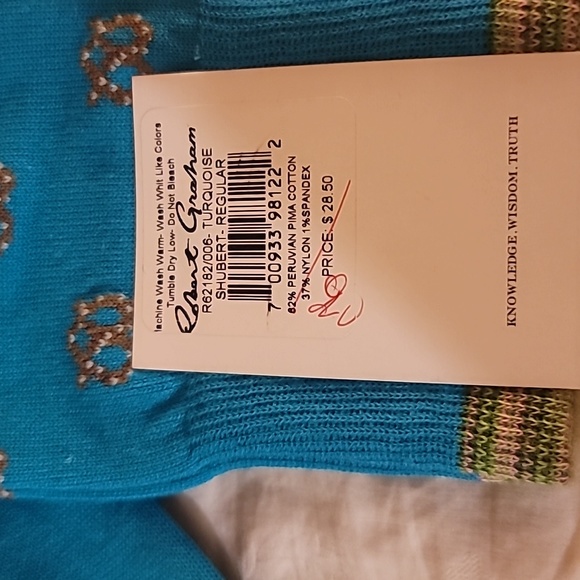 Machine Wash Warm- Wash Whit Like Colors
Tumble Dry Low- Do Not Bleach
Robert Graham
R62182/006- TURQUOISE
SHUBERT- REGULAR
7 00933 98122 2
62% PERUVIAN PIMA COTTON
37% NYLON 1%SPANDEX
PRICE: $ 28.50
KNOWLEDGE.WISDOM.TRUTH